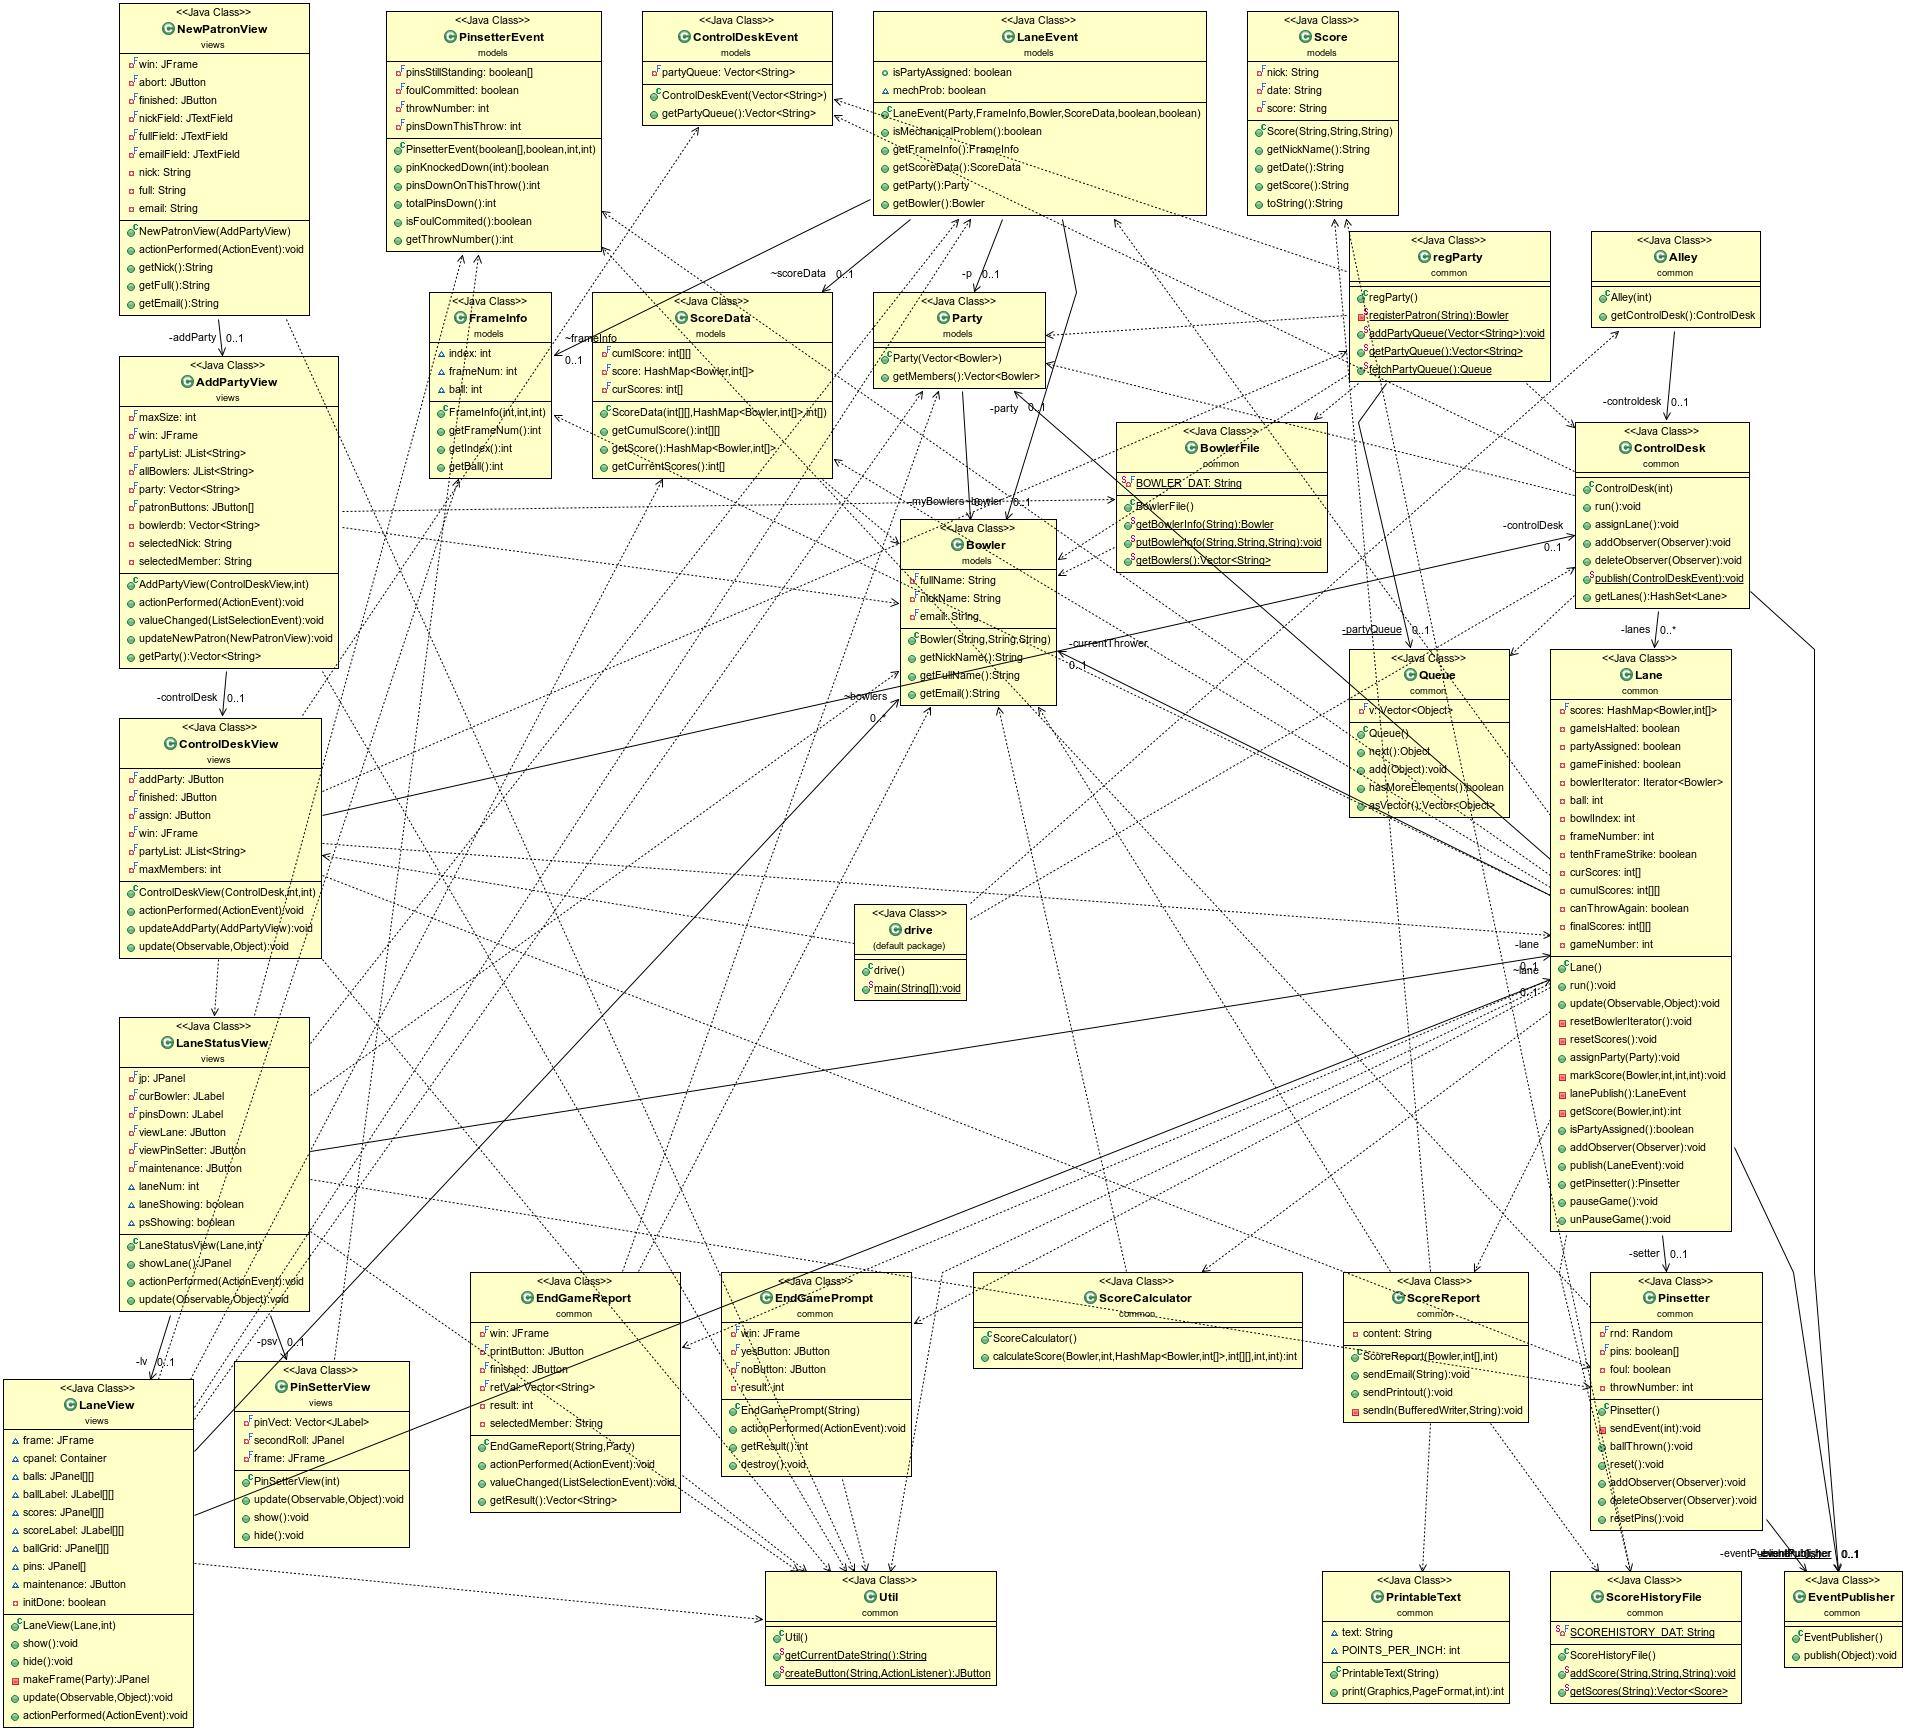 <<Java Class>>
NewPatronView
views
win: JFrame
abort: JButton
finished: JButton
nickField: JTextField
fullField: JTextField
emailField: JTextField
nick: String
full: String
email: String
NewPatronView(AddPartyView)
actionPerformed(ActionEvent):void
getNick():String
getFull():String
getEmail():String
<<Java Class>>
PinsetterEvent
models
pinsStillStanding: boolean[]
foulCommitted: boolean
throwNumber: int
pinsDownThisThrow: int
PinsetterEvent(boolean[],boolean,int,int)
pinKnockedDown(int):boolean
pinsDownOnThisThrow():int
totalPinsDown():int
isFoulCommited():boolean
getThrowNumber():int
<<Java Class>>
ControlDeskEvent
models
partyQueue: Vector<String>
ControlDeskEvent(Vector<String>)
getPartyQueue():Vector<String>
<<Java Class>>
LaneEvent
models
isPartyAssigned: boolean
mechProb: boolean
LaneEvent(Party,FrameInfo,Bowler,ScoreData,boolean,boolean)
isMechanicalProblem():boolean
getFrameInfo():FrameInfo
getScoreData():ScoreData
getParty():Party
getBowler():Bowler
<<Java Class>>
Score
models
nick: String
date: String
score: String
Score(String,String,String)
getNickName():String
getDate():String
getScore():String
toString():String
<<Java Class>>
regParty
common
regParty()
registerPatron(String):Bowler
addPartyQueue(Vector<String>):void
getPartyQueue():Vector<String>
fetchPartyQueue():Queue
<<Java Class>>
Alley
common
Alley(int)
getControlDesk():ControlDesk
-addParty
0..1
~scoreData
0..1
-p
0..1
~frameInfo
0..1
<<Java Class>>
FrameInfo
models
index: int
frameNum: int
ball: int
FrameInfo(int,int,int)
getFrameNum():int
getIndex():int
getBall():int
<<Java Class>>
ScoreData
models
cumlScore: int[][]
score: HashMap<Bowler,int[]>
curScores: int[]
ScoreData(int[][],HashMap<Bowler,int[]>,int[])
getCumulScore():int[][]
getScore():HashMap<Bowler,int[]>
getCurrentScores():int[]
<<Java Class>>
Party
models
Party(Vector<Bowler>)
getMembers():Vector<Bowler>
-party
0..1
-controldesk
0..1
<<Java Class>>
AddPartyView
views
maxSize: int
win: JFrame
partyList: JList<String>
allBowlers: JList<String>
party: Vector<String>
patronButtons: JButton[]
bowlerdb: Vector<String>
selectedNick: String
selectedMember: String
AddPartyView(ControlDeskView,int)
actionPerformed(ActionEvent):void
valueChanged(ListSelectionEvent):void
updateNewPatron(NewPatronView):void
getParty():Vector<String>
<<Java Class>>
BowlerFile
common
BOWLER_DAT: String
BowlerFile()
getBowlerInfo(String):Bowler
putBowlerInfo(String,String,String):void
getBowlers():Vector<String>
<<Java Class>>
ControlDesk
common
ControlDesk(int)
run():void
assignLane():void
addObserver(Observer):void
deleteObserver(Observer):void
publish(ControlDeskEvent):void
getLanes():HashSet<Lane>
-controlDesk
0..1
-myBowlers
0..1
<<Java Class>>
Bowler
models
fullName: String
nickName: String
email: String
Bowler(String,String,String)
getNickName():String
getFullName():String
getEmail():String
-currentThrower
0..1
~bowlers
0..*
-partyQueue
0..1
-lanes
0..*
<<Java Class>>
Queue
common
v: Vector<Object>
Queue()
next():Object
add(Object):void
hasMoreElements():boolean
asVector():Vector<Object>
<<Java Class>>
Lane
common
scores: HashMap<Bowler,int[]>
gameIsHalted: boolean
partyAssigned: boolean
gameFinished: boolean
bowlerIterator: Iterator<Bowler>
ball: int
bowlIndex: int
frameNumber: int
tenthFrameStrike: boolean
curScores: int[]
cumulScores: int[][]
canThrowAgain: boolean
finalScores: int[][]
gameNumber: int
Lane()
run():void
update(Observable,Object):void
resetBowlerIterator():void
resetScores():void
assignParty(Party):void
markScore(Bowler,int,int,int):void
lanePublish():LaneEvent
getScore(Bowler,int):int
isPartyAssigned():boolean
addObserver(Observer):void
publish(LaneEvent):void
getPinsetter():Pinsetter
pauseGame():void
unPauseGame():void
-controlDesk
0..1
<<Java Class>>
ControlDeskView
views
addParty: JButton
finished: JButton
assign: JButton
win: JFrame
partyList: JList<String>
maxMembers: int
ControlDeskView(ControlDesk,int,int)
actionPerformed(ActionEvent):void
updateAddParty(AddPartyView):void
update(Observable,Object):void
<<Java Class>>
drive
(default package)
drive()
main(String[]):void
-lane
0..1
~lane
0..1
<<Java Class>>
LaneStatusView
views
jp: JPanel
curBowler: JLabel
pinsDown: JLabel
viewLane: JButton
viewPinSetter: JButton
maintenance: JButton
laneNum: int
laneShowing: boolean
psShowing: boolean
LaneStatusView(Lane,int)
showLane():JPanel
actionPerformed(ActionEvent):void
update(Observable,Object):void
-setter
0..1
<<Java Class>>
EndGameReport
common
win: JFrame
printButton: JButton
finished: JButton
retVal: Vector<String>
result: int
selectedMember: String
EndGameReport(String,Party)
actionPerformed(ActionEvent):void
valueChanged(ListSelectionEvent):void
getResult():Vector<String>
<<Java Class>>
EndGamePrompt
common
win: JFrame
yesButton: JButton
noButton: JButton
result: int
EndGamePrompt(String)
actionPerformed(ActionEvent):void
getResult():int
destroy():void
<<Java Class>>
ScoreCalculator
common
ScoreCalculator()
calculateScore(Bowler,int,HashMap<Bowler,int[]>,int[][],int,int):int
<<Java Class>>
ScoreReport
common
content: String
ScoreReport(Bowler,int[],int)
sendEmail(String):void
sendPrintout():void
sendln(BufferedWriter,String):void
<<Java Class>>
Pinsetter
common
rnd: Random
pins: boolean[]
foul: boolean
throwNumber: int
Pinsetter()
sendEvent(int):void
ballThrown():void
reset():void
addObserver(Observer):void
deleteObserver(Observer):void
resetPins():void
-lv
0..1
-psv
0..1
<<Java Class>>
LaneView
views
frame: JFrame
cpanel: Container
balls: JPanel[][]
ballLabel: JLabel[][]
scores: JPanel[][]
scoreLabel: JLabel[][]
ballGrid: JPanel[][]
pins: JPanel[]
maintenance: JButton
initDone: boolean
LaneView(Lane,int)
show():void
hide():void
makeFrame(Party):JPanel
update(Observable,Object):void
actionPerformed(ActionEvent):void
<<Java Class>>
PinSetterView
views
pinVect: Vector<JLabel>
secondRoll: JPanel
frame: JFrame
PinSetterView(int)
update(Observable,Object):void
show():void
hide():void
-eventPublisher
0..1
<<Java Class>>
Util
common
Util()
getCurrentDateString():String
createButton(String,ActionListener):JButton
<<Java Class>>
PrintableText
common
text: String
POINTS_PER_INCH: int
PrintableText(String)
print(Graphics,PageFormat,int):int
<<Java Class>>
ScoreHistoryFile
common
SCOREHISTORY_DAT: String
ScoreHistoryFile()
addScore(String,String,String):void
getScores(String):Vector<Score>
<<Java Class>>
EventPublisher
common
EventPublisher()
publish(Object):void